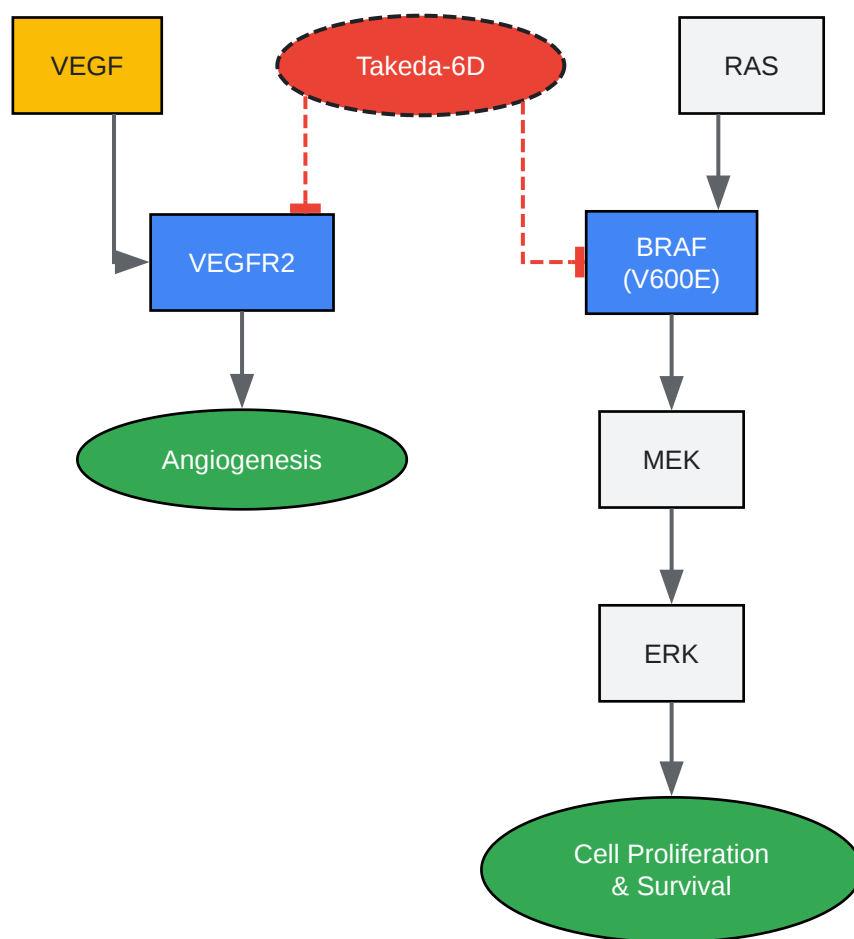 VEGF
Takeda-6D
RAS
VEGFR2
BRAF
(V600E)
Angiogenesis
MEK
ERK
Cell Proliferation
& Survival